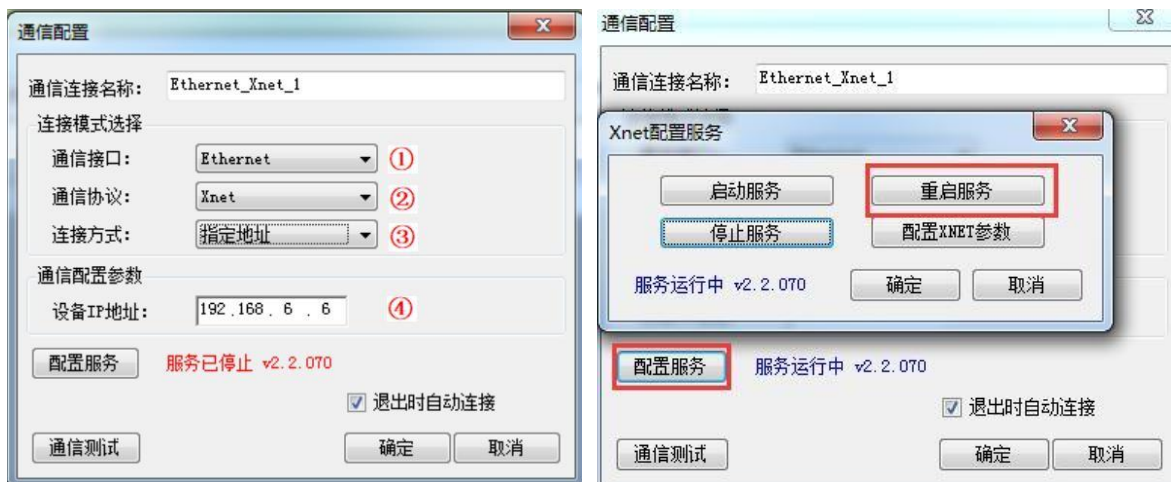 通信配置
通信连接名称： Ethernet_Xnet_1
连接模式选择
通信接口： Ethernet ①
通信协议： Xnet ②
连接方式： 指定地址 ③
通信配置参数
设备IP地址： 192 .168 . 6 . 6 ④
配置服务 服务已停止 v2.2.070
退出时自动连接
通信测试 确定 取消
通信配置
通信连接名称： Ethernet_Xnet_1
Xnet配置服务
启动服务 重启服务
停止服务 配置XNET参数
服务运行中 v2.2.070 确定 取消
配置服务 服务运行中 v2.2.070
退出时自动连接
通信测试 确定 取消